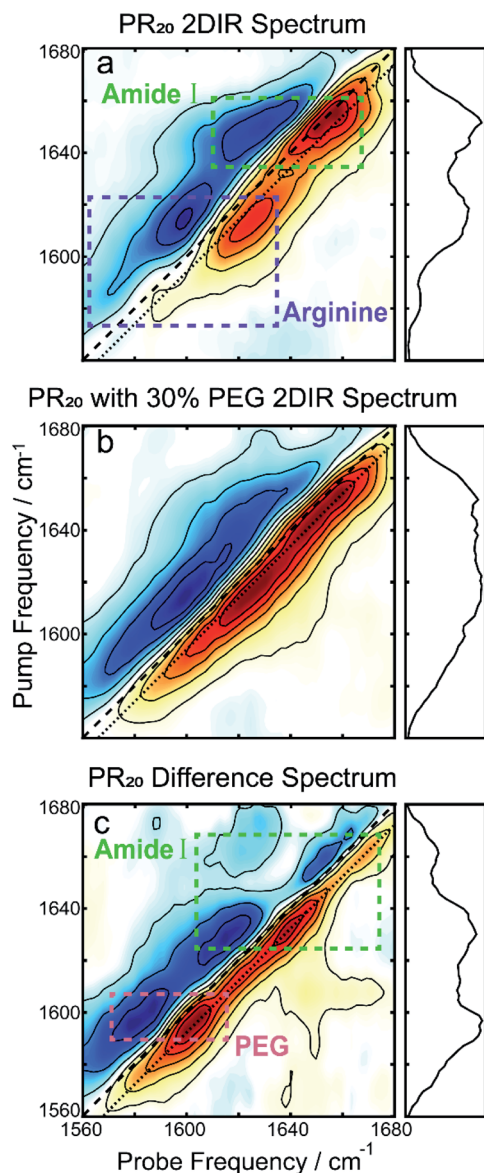 PR₂₀ 2DIR Spectrum
1680
a
Amide I
1640
1600
Arginine
PR₂₀ with 30% PEG 2DIR Spectrum
1680
b
Pump Frequency / cm⁻¹
1640
1600
PR₂₀ Difference Spectrum
1680
c
Amide I
1640
1600
PEG
1560
1560 1600 1640 1680
Probe Frequency / cm⁻¹